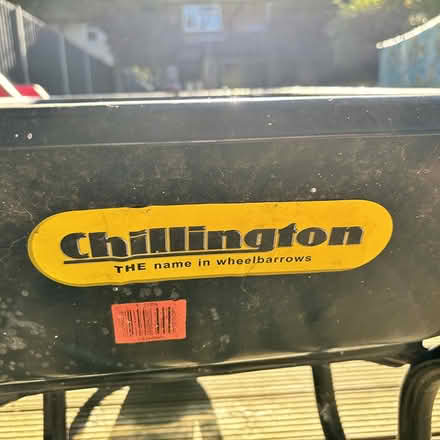 Chillington
THE name in wheelbarrows